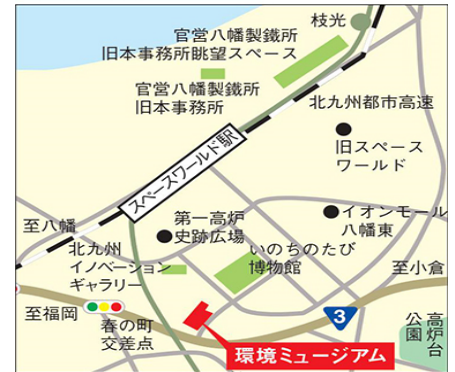 枝光
官営八幡製鐵所
旧本事務所眺望スペース
官営八幡製鐵所
旧本事務所
北九州都市高速
旧スペース
ワールド
スペースワールド駅
イオンモール
八幡東
第一高炉
史跡広場
至八幡
北九州
イノベーション
ギャラリー
いのちのたび
博物館
至小倉
至福岡
春の町
交差点
3
高炉台
公園
環境ミュージアム